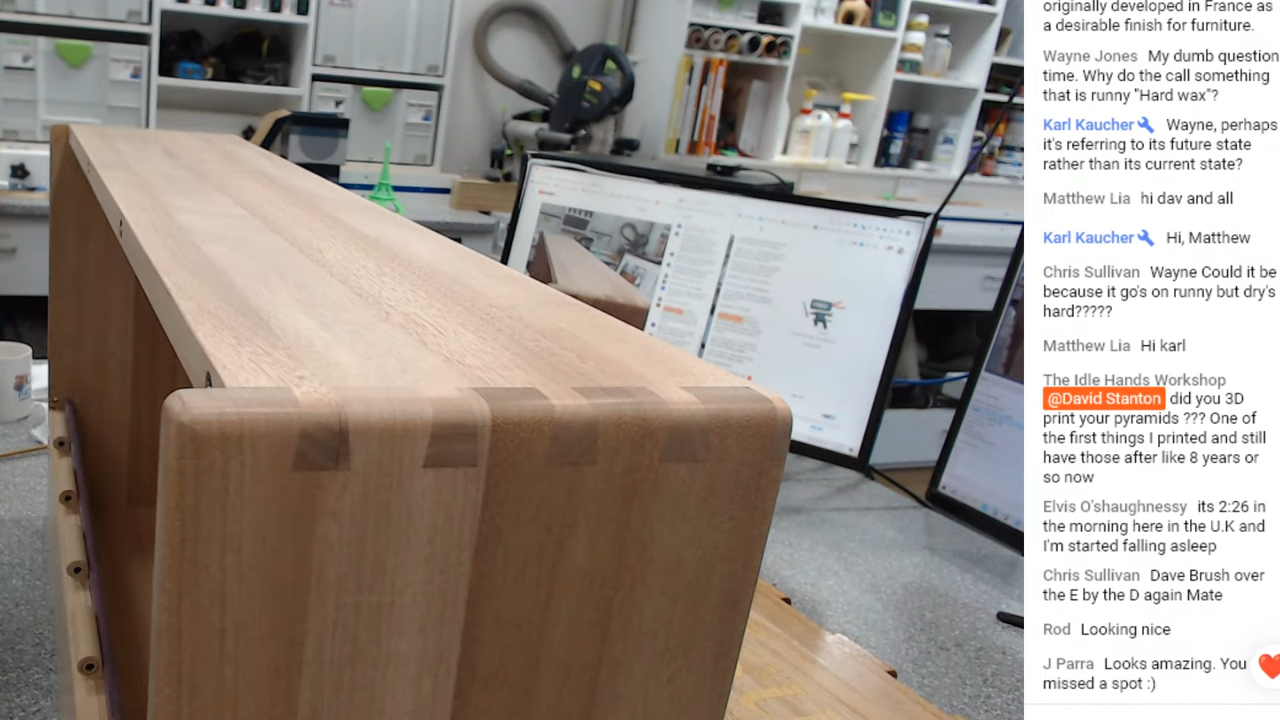 originally developed in France as
a desirable finish for furniture.
Wayne Jones My dumb question
time. Why do the call something
that is runny "Hard wax"?
Karl Kaucher Wayne, perhaps
it's referring to its future state
rather than its current state?
Matthew Lia hi dav and all
Karl Kaucher Hi, Matthew
Chris Sullivan Wayne Could it be
because it go's on runny but dry's
hard?????
Matthew Lia Hi karl
The Idle Hands Workshop
@David Stanton did you 3D
print your pyramids ??? One of
the first things I printed and still
have those after like 8 years or
so now
Elvis O'shaughnessy its 2:26 in
the morning here in the U.K and
I'm started falling asleep
Chris Sullivan Dave Brush over
the E by the D again Mate
Rod Looking nice
J Parra Looks amazing. You
missed a spot :)